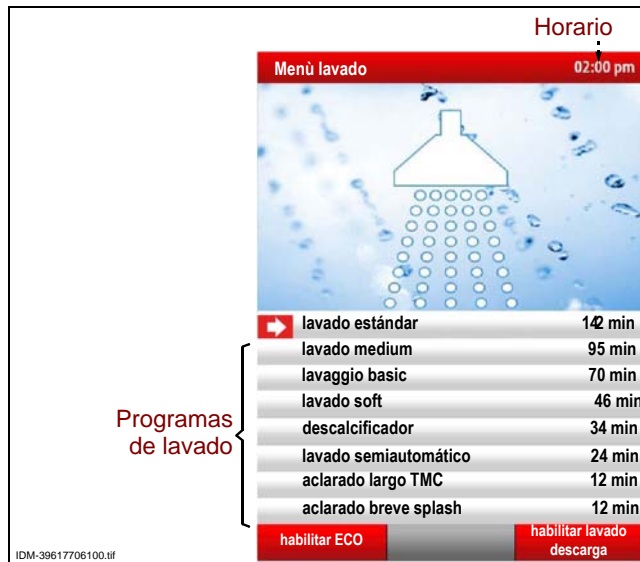 Horario
Menù lavado 02:00 pm
lavado estándar 142 min
lavado medium 95 min
lavaggio basic 70 min
lavado soft 46 min
Programas
de lavado
descalcificador 34 min
lavado semiautomático 24 min
aclarado largo TMC 12 min
aclarado breve splash 12 min
habilitar ECO
habilitar lavado
descarga
IDM-39617706100.tif